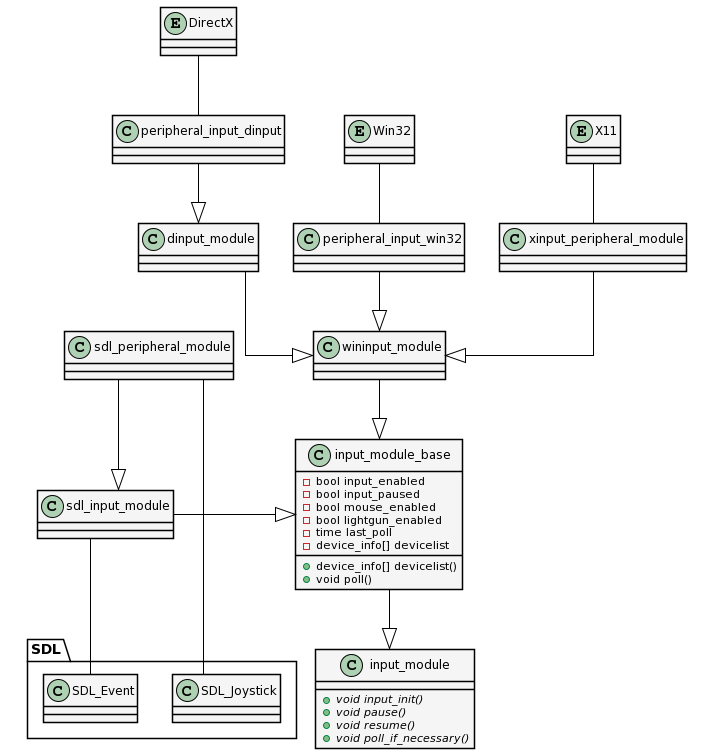 E DirectX
C peripheral_input_dinput
E Win32
E X11
C dinput_module
C peripheral_input_win32
C xinput_peripheral_module
C sdl_peripheral_module
C wininput_module
C input_module_base
bool input_enabled
bool input_paused
bool mouse_enabled
bool lightgun_enabled
time last_poll
device_info[] devicelist
device_info[] devicelist()
void poll()
C sdl_input_module
SDL
C SDL_Event
C SDL_Joystick
C input_module
void input_init()
void pause()
void resume()
void poll_if_necessary()